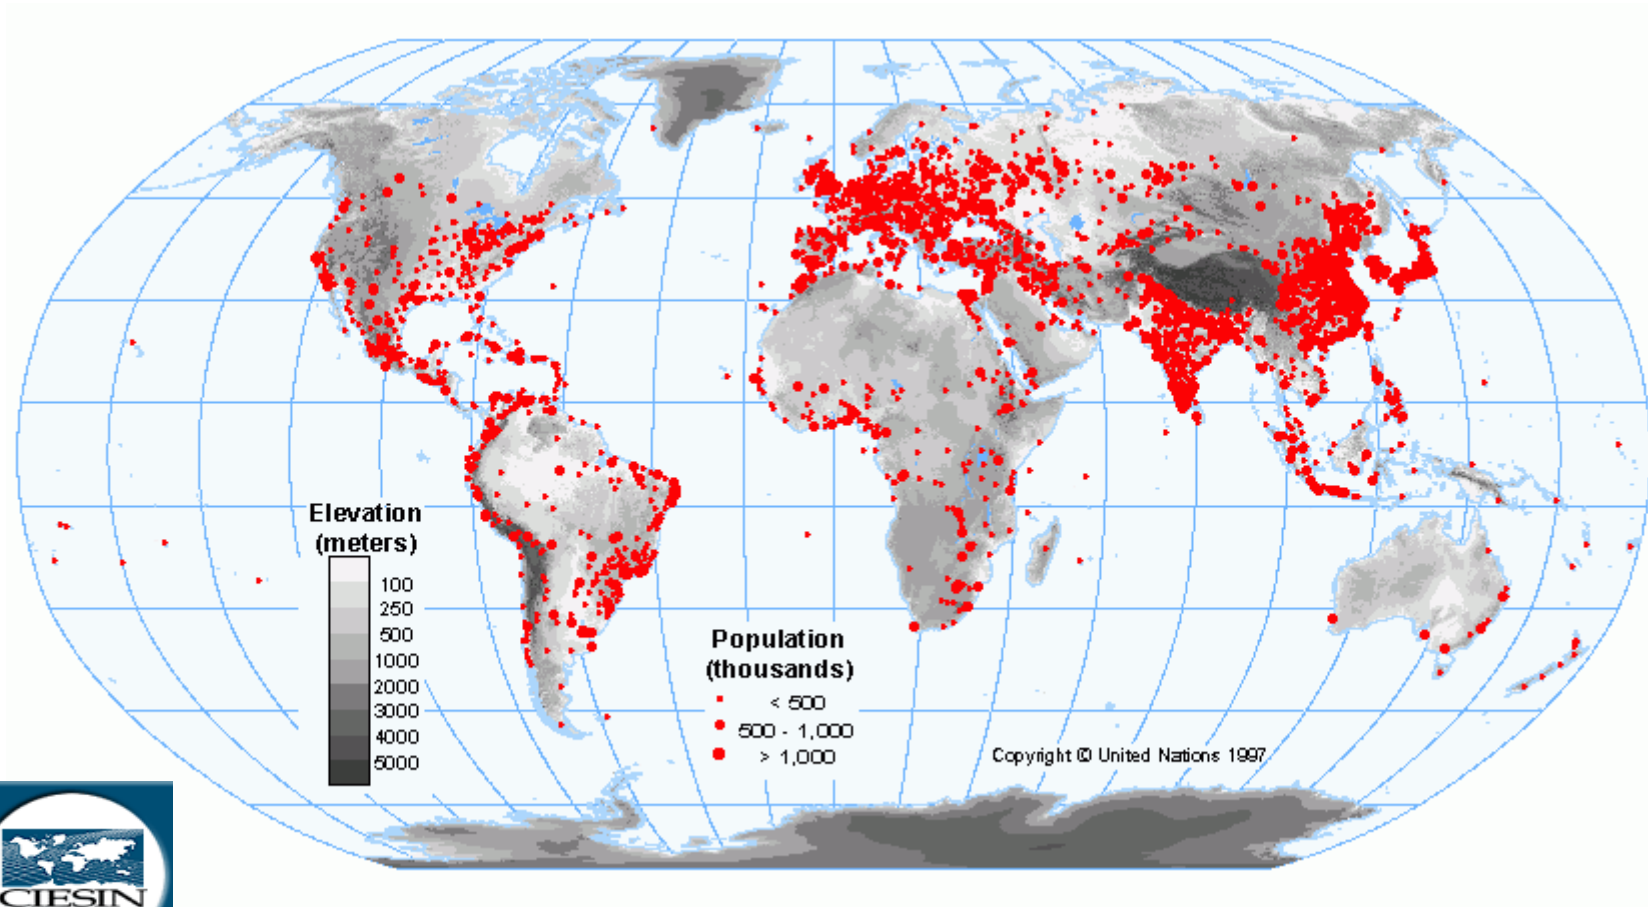 Elevation
(meters)
100
250
500
1000
2000
3000
4000
5000
Population
(thousands)
< 500
500 - 1,000
> 1,000
Copyright © United Nations 1997
CIESIN